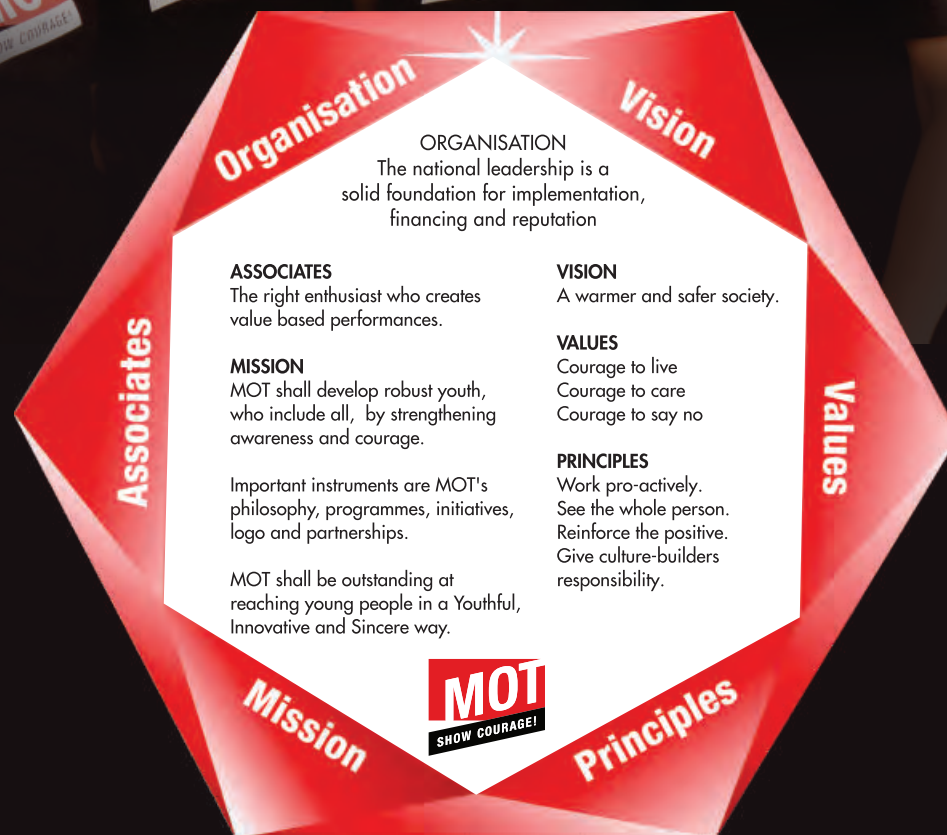 OW COURAGE!
Organisation
Vision
ORGANISATION
The national leadership is a
solid foundation for implementation,
financing and reputation
ASSOCIATES
The right enthusiast who creates
value based performances.
MISSION
MOT shall develop robust youth,
who include all, by strengthening
awareness and courage.
Important instruments are MOT's
philosophy, programmes, initiatives,
logo and partnerships.
MOT shall be outstanding at
reaching young people in a Youthful,
Innovative and Sincere way.
VISION
A warmer and safer society.
VALUES
Courage to live
Courage to care
Courage to say no
PRINCIPLES
Work pro-actively.
See the whole person.
Reinforce the positive.
Give culture-builders
responsibility.
Associates
Values
Mission
Principles
MOT
SHOW COURAGE!